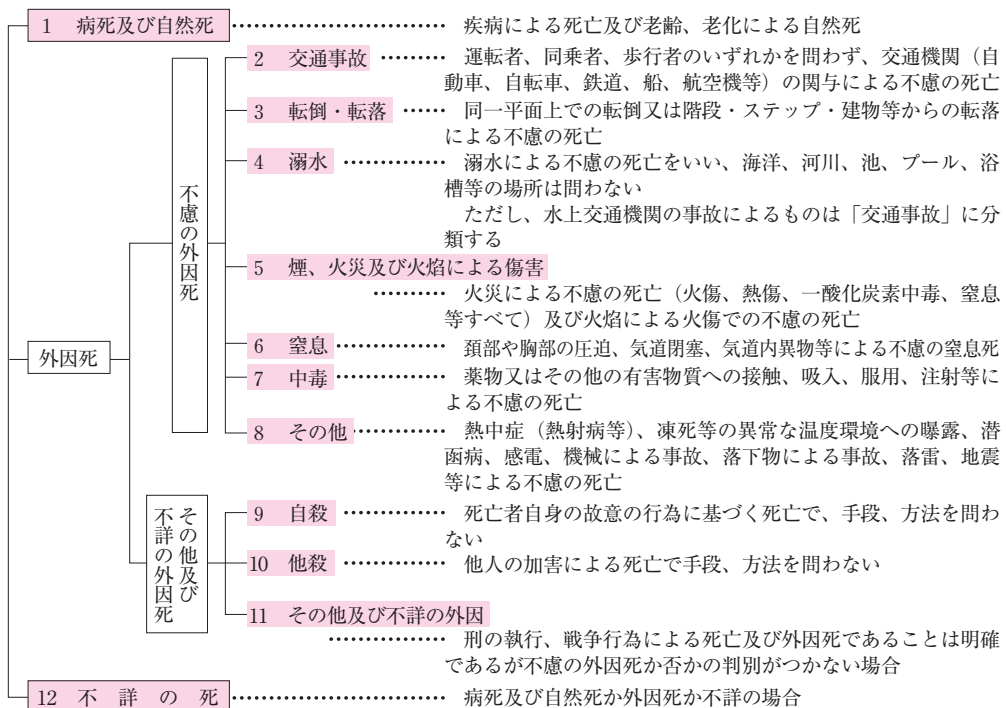 1 病死及び自然死 ………………… 疾病による死亡及び老齢、老化による自然死
不慮の外因死
2 交通事故 ……… 運転者、同乗者、歩行者のいずれかを問わず、交通機関（自
動車、自転車、鉄道、船、航空機等）の関与による不慮の死亡
3 転倒・転落 …… 同一平面上での転倒又は階段・ステップ・建物等からの転落
による不慮の死亡
4 溺水 ………… 溺水による不慮の死亡をいい、海洋、河川、池、プール、浴
槽等の場所は問わない
ただし、水上交通機関の事故によるものは「交通事故」に分
類する
5 煙、火災及び火焰による傷害
……… 火災による不慮の死亡（火傷、熱傷、一酸化炭素中毒、窒息
等すべて）及び火焰による火傷での不慮の死亡
外因死
6 窒息 ………… 頚部や胸部の圧迫、気道閉塞、気道内異物等による不慮の窒息死
7 中毒 ………… 薬物又はその他の有害物質への接触、吸入、服用、注射等に
よる不慮の死亡
8 その他 ………… 熱中症（熱射病等）、凍死等の異常な温度環境への曝露、潜
函病、感電、機械による事故、落下物による事故、落雷、地震
等による不慮の死亡
その他及び
不詳の外因死
9 自殺 ………… 死亡者自身の故意の行為に基づく死亡で、手段、方法を問わ
ない
10 他殺 ………… 他人の加害による死亡で手段、方法を問わない
11 その他及び不詳の外因
………… 刑の執行、戦争行為による死亡及び外因死であることは明確
であるが不慮の外因死か否かの判別がつかない場合
12 不詳の死 ………………… 病死及び自然死か外因死か不詳の場合